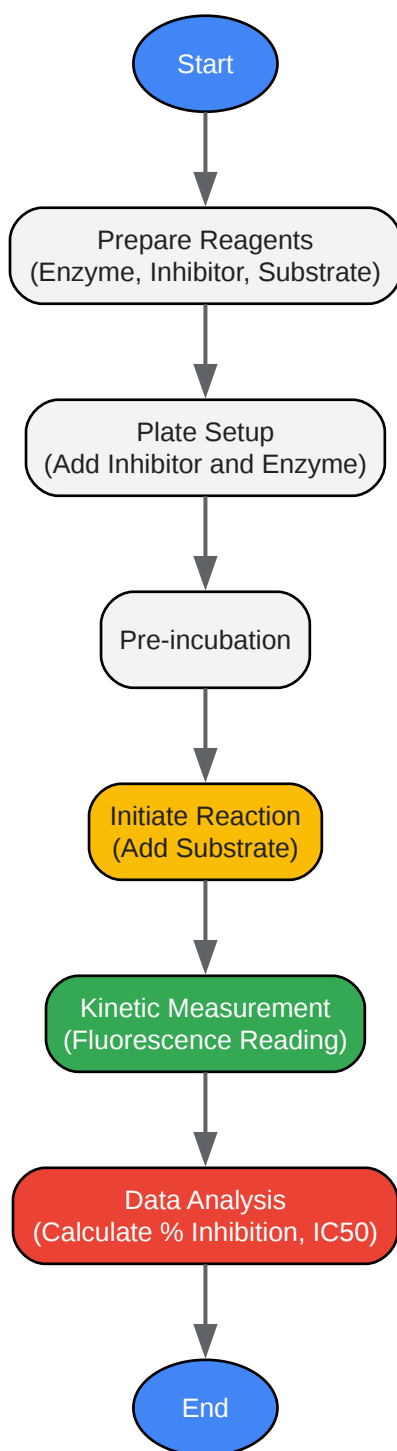 Start
Prepare Reagents
(Enzyme, Inhibitor, Substrate)
Plate Setup
(Add Inhibitor and Enzyme)
Pre-incubation
Initiate Reaction
(Add Substrate)
Kinetic Measurement
(Fluorescence Reading)
Data Analysis
(Calculate % Inhibition, IC50)
End